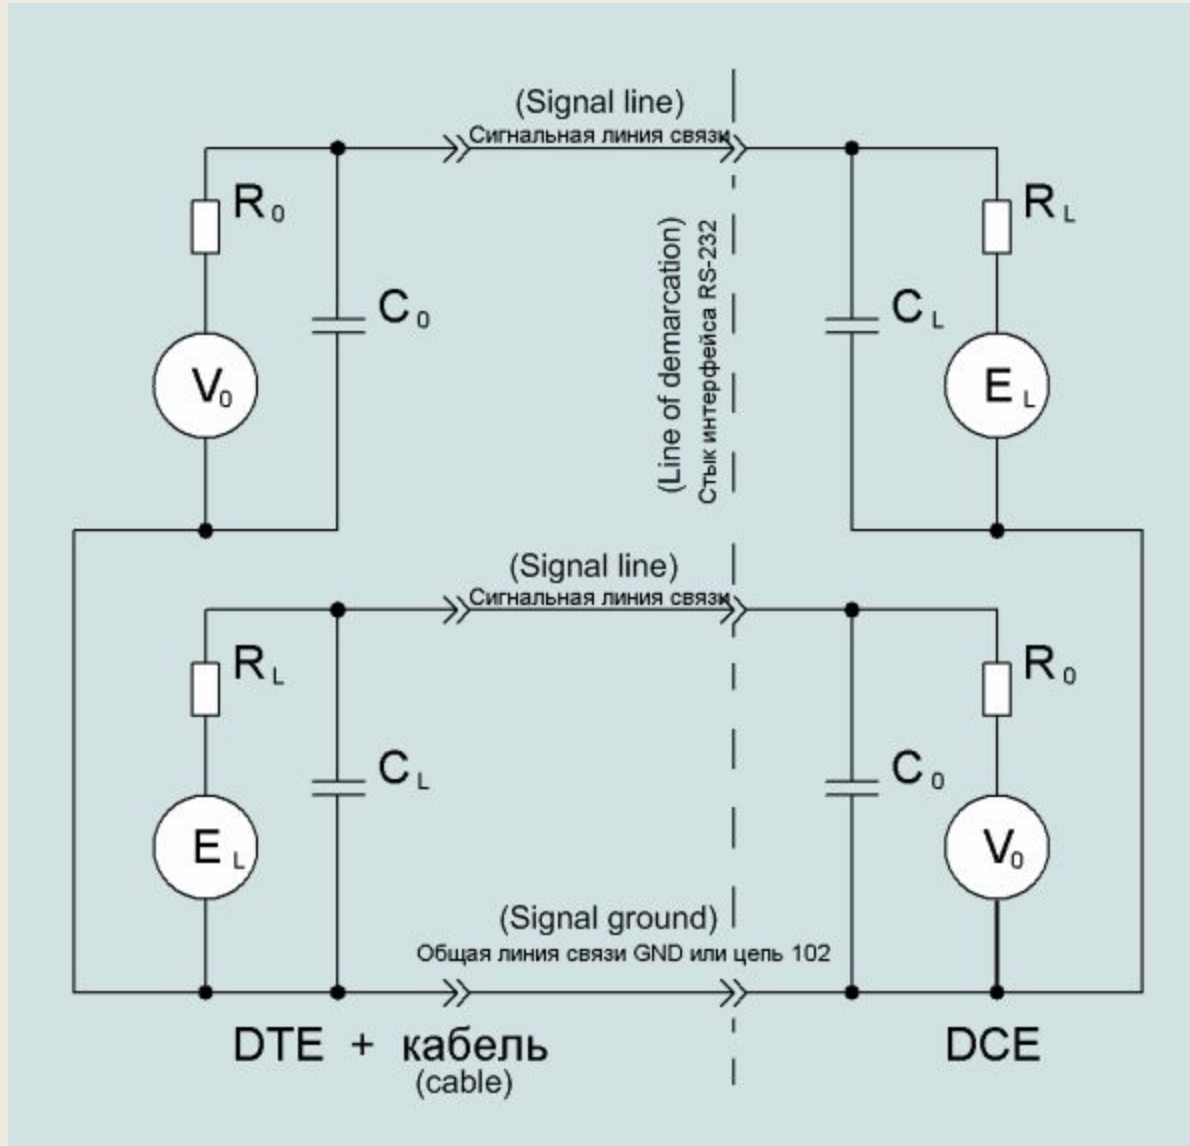 (Signal line)
Сигнальная линия связи
R0
RL
(Line of demarcation)
Стык интерфейса RS-232
C0
CL
V0
EL
(Signal line)
Сигнальная линия связи
RL
R0
CL
C0
EL
V0
(Signal ground)
Общая линия связи GND или цепь 102
DTE + кабель
DCE
(cable)